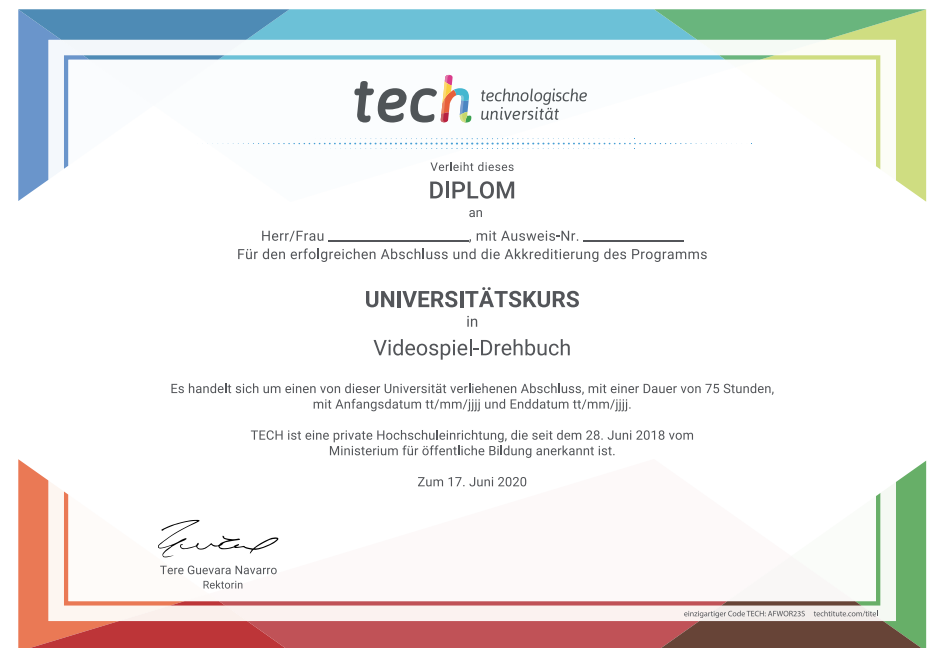 tech technologische
universität
Verleiht dieses
DIPLOM
an
Herr/Frau ____________, mit Ausweis-Nr. ____________
Für den erfolgreichen Abschluss und die Akkreditierung des Programms
UNIVERSITÄTSKURS
in
Videospiel-Drehbuch
Es handelt sich um einen von dieser Universität verliehenen Abschluss, mit einer Dauer von 75 Stunden,
mit Anfangsdatum tt/mm/jjjj und Enddatum tt/mm/jjjj.
TECH ist eine private Hochschuleinrichtung, die seit dem 28. Juni 2018 vom
Ministerium für öffentliche Bildung anerkannt ist.
Zum 17. Juni 2020
Tere Guevara Navarro
Rektorin
einzigartiger Code TECH: AFWOR23S techtitute.com/titel